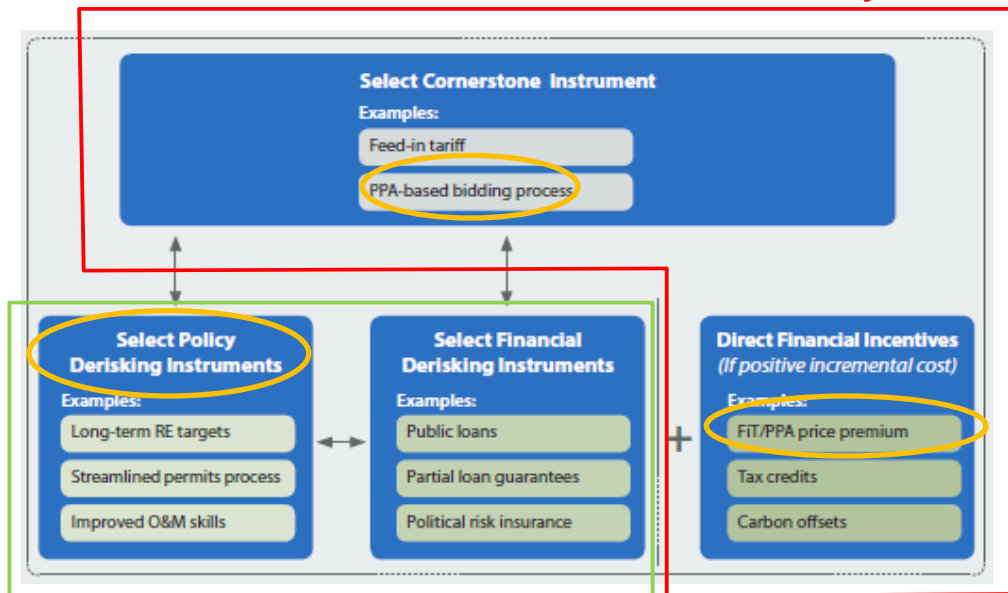 Select Cornerstone Instrument
Examples:
Feed-in tariff
PPA-based bidding process
Select Policy
Derisking Instruments
Examples:
Long-term RE targets
Streamlined permits process
Improved O&M skills
Select Financial
Derisking Instruments
Examples:
Public loans
Partial loan guarantees
Political risk insurance
+
Direct Financial Incentives
(If positive incremental cost)
Examples:
FiT/PPA price premium
Tax credits
Carbon offsets